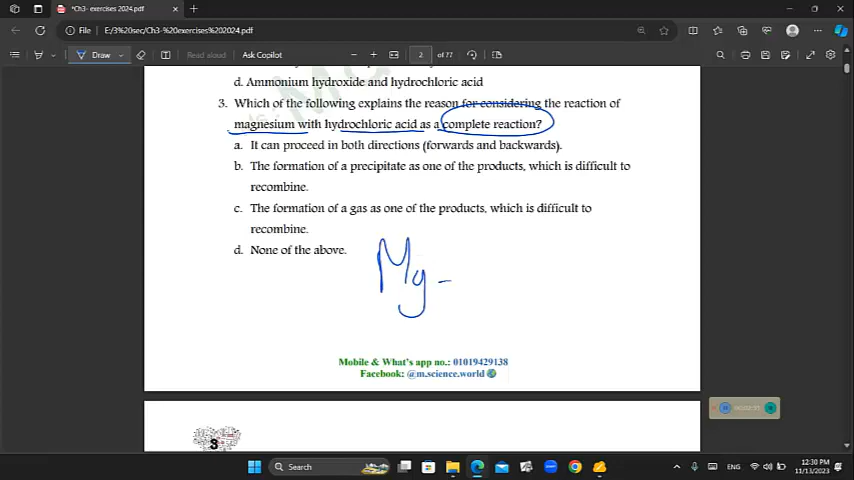 *Ch3- exercises 2024.pdf
File
E:/3%20sec/Ch3-%20exercises%202024.pdf
Draw
Read aloud
Ask Copilot
2
of 77
d. Ammonium hydroxide and hydrochloric acid
3. Which of the following explains the reason for considering the reaction of
magnesium with hydrochloric acid as a complete reaction?
a. It can proceed in both directions (forwards and backwards).
b. The formation of a precipitate as one of the products, which is difficult to
recombine.
c. The formation of a gas as one of the products, which is difficult to
recombine.
d. None of the above.
Mg -
Mobile & What's app no.: 01019429138
Facebook: @m.science.world
3
Search
ENG
12:30 PM
11/13/2023